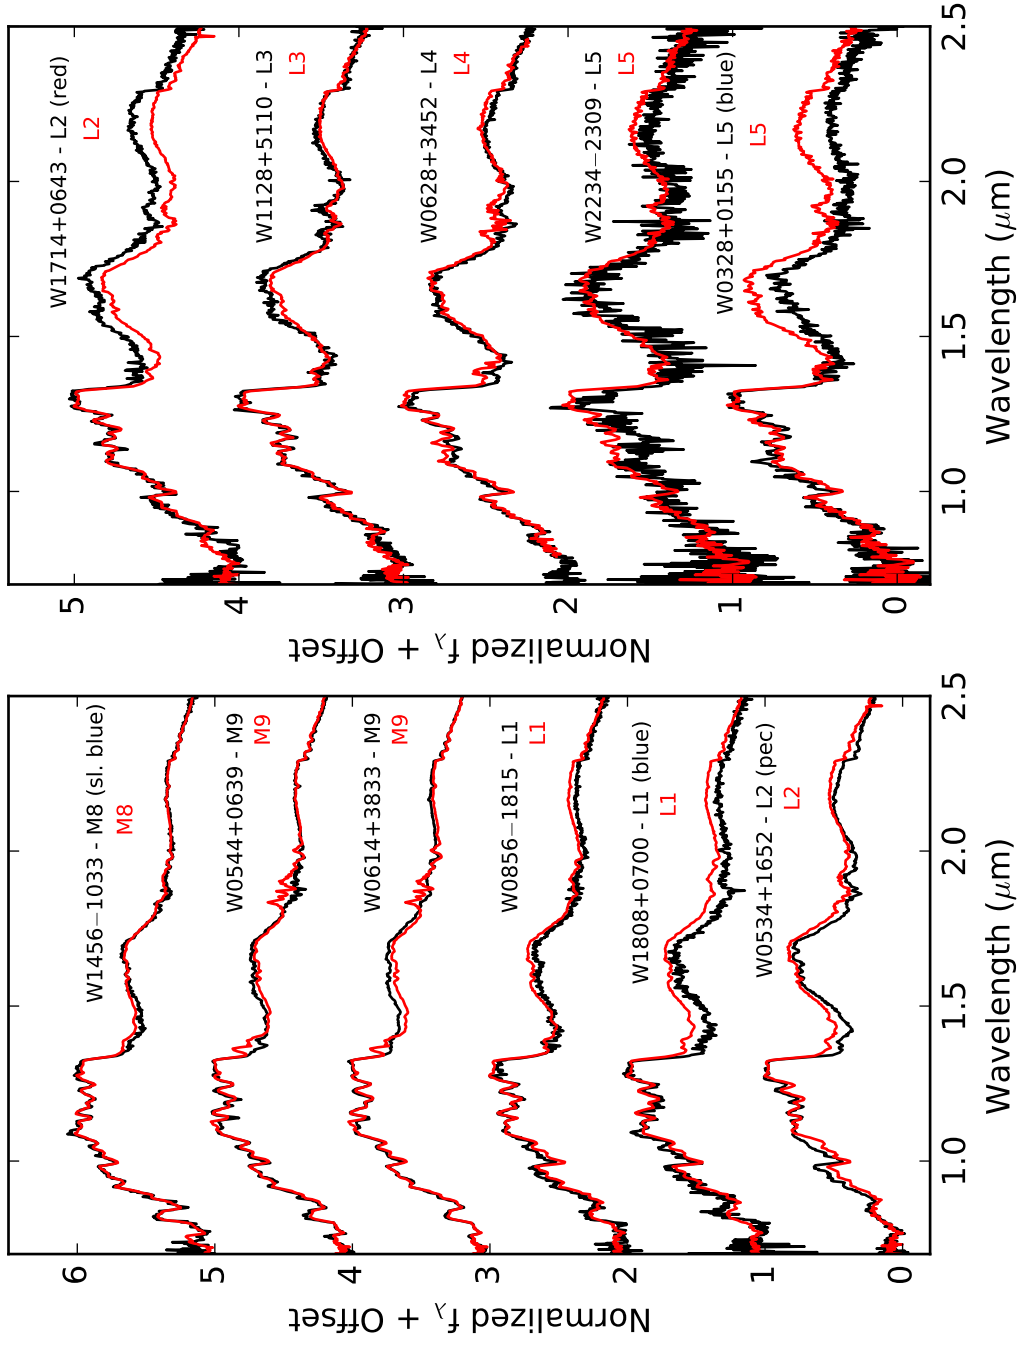 W1456−1033 - M8 (sl. blue)
M8
W0544+0639 - M9
M9
W0614+3833 - M9
M9
W0856−1815 - L1
L1
W1808+0700 - L1 (blue)
L1
W0534+1652 - L2 (pec)
L2
6
5
4
3
2
1
0
1.0
1.5
2.0
2.5
Normalized fλ + Offset
Wavelength (μm)
W1714+0643 - L2 (red)
L2
W1128+5110 - L3
L3
W0628+3452 - L4
L4
W2234−2309 - L5
L5
W0328+0155 - L5 (blue)
L5
5
4
3
2
1
0
1.0
1.5
2.0
2.5
Normalized fλ + Offset
Wavelength (μm)